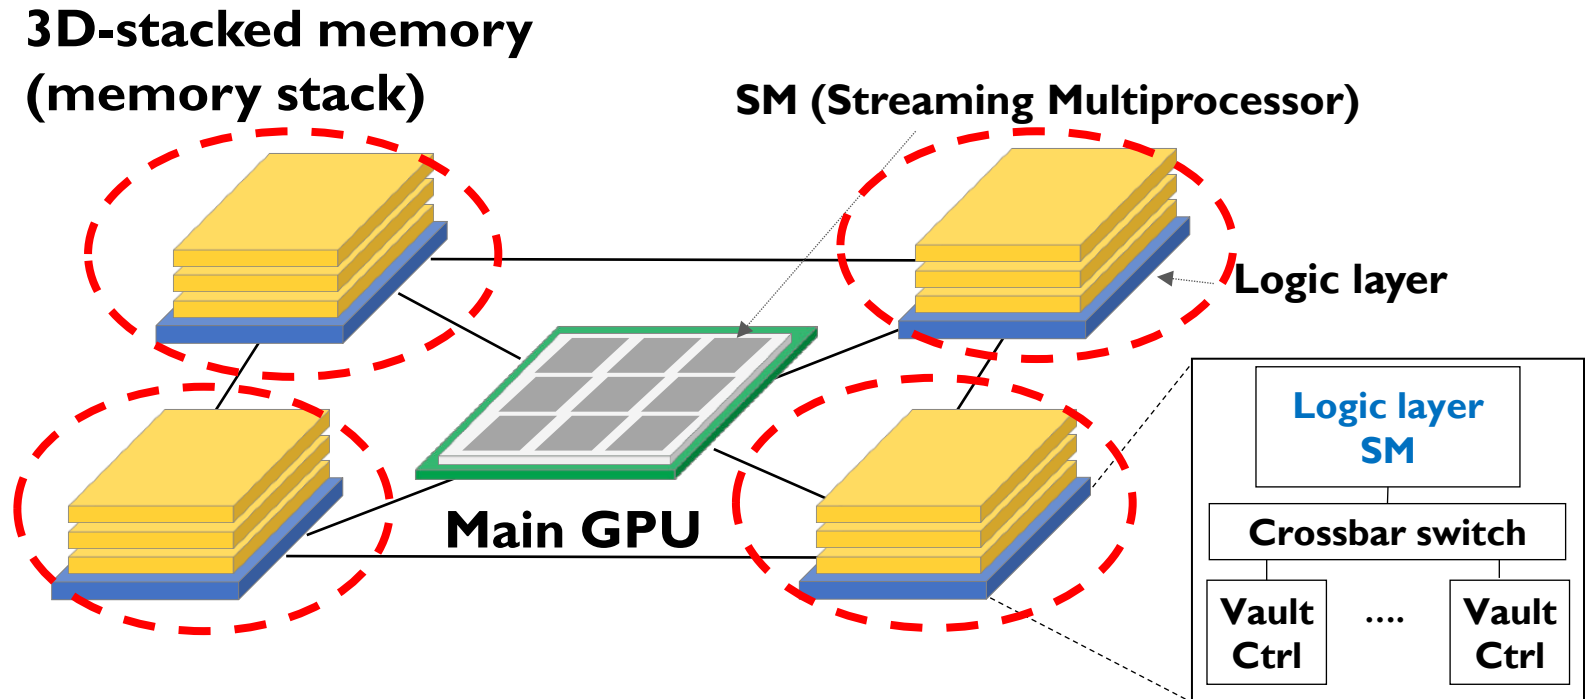 3D-stacked memory
(memory stack)
SM (Streaming Multiprocessor)
Logic layer
Main GPU
Logic layer
SM
Crossbar switch
Vault
Ctrl
....
Vault
Ctrl